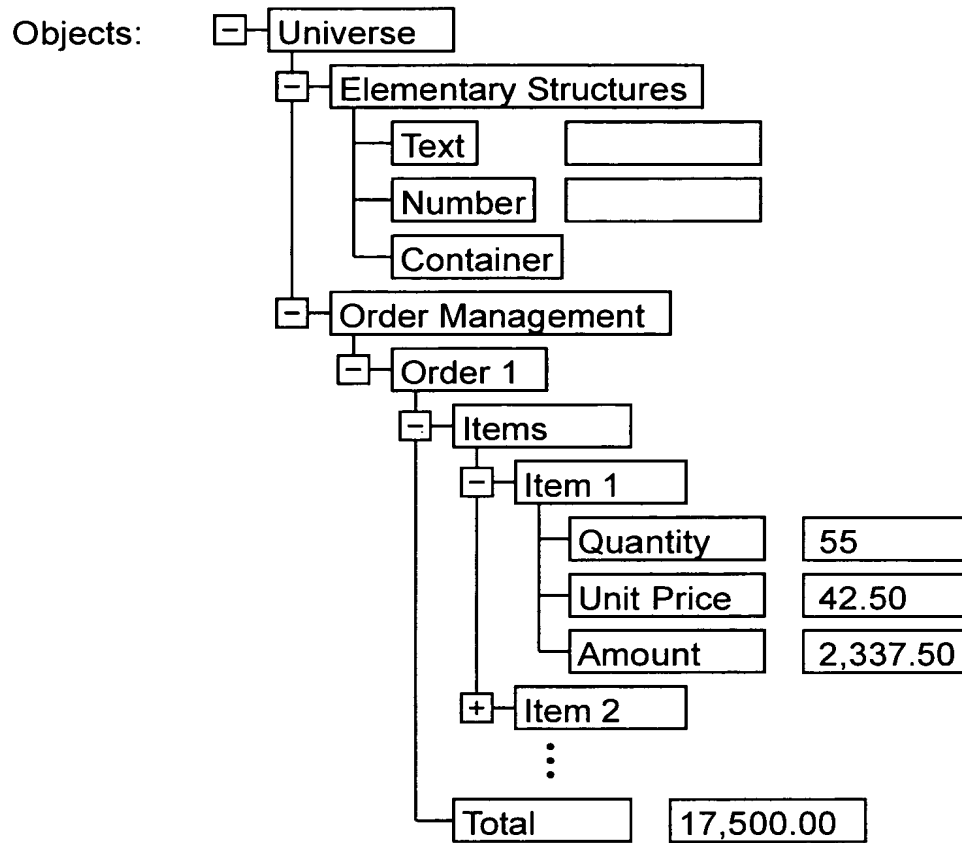 Objects: Universe
Elementary Structures
Text
Number
Container
Order Management
Order 1
Items
Item 1
Quantity 55
Unit Price 42.50
Amount 2,337.50
Item 2
Total 17,500.00